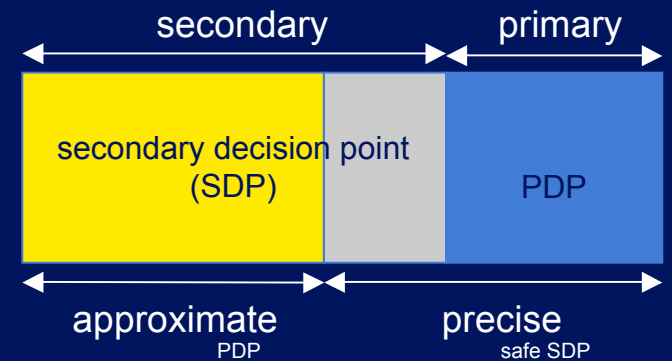 secondary primary
secondary decision point
(SDP) PDP
approximate precise
PDP safe SDP